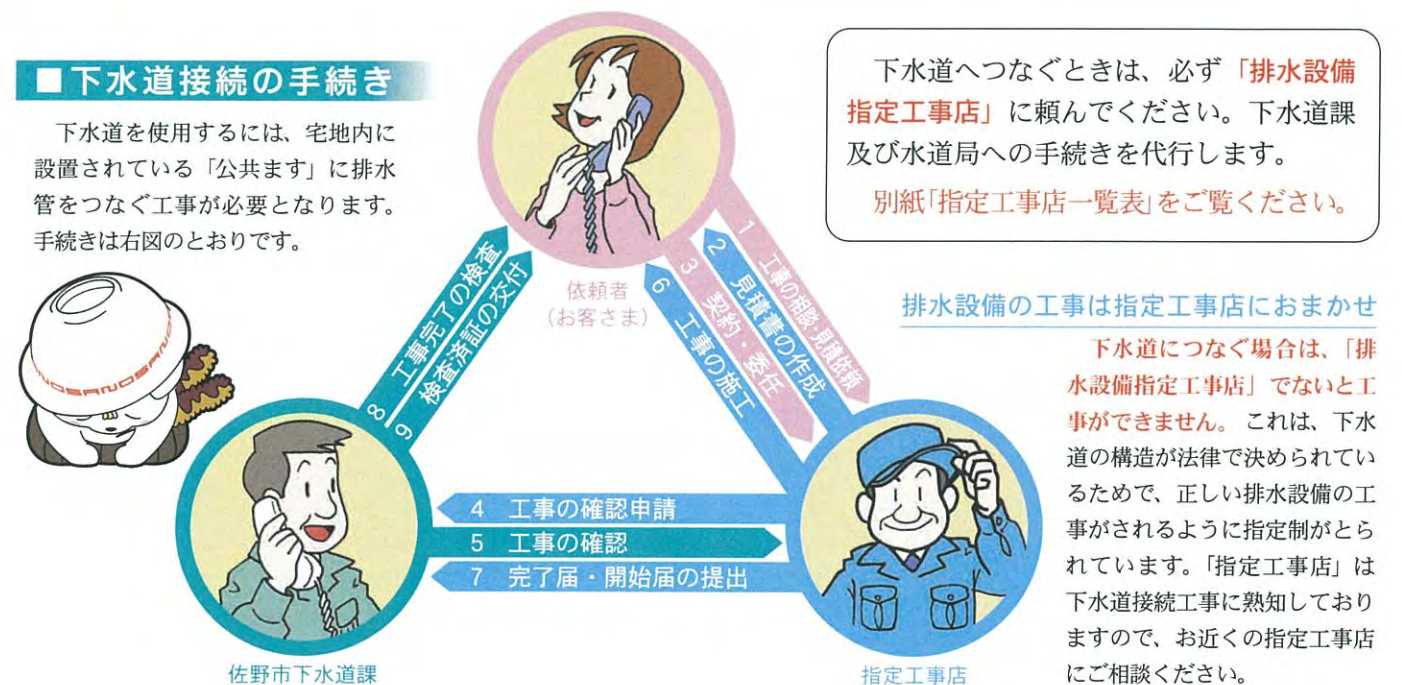 ■下水道接続の手続き
下水道を使用するには、宅地内に
設置されている「公共ます」に排水
管をつなぐ工事が必要となります。
手続きは右図のとおりです。
下水道へつなぐときは、必ず「排水設備
指定工事店」に頼んでください。下水道課
及び水道局への手続きを代行します。
別紙「指定工事店一覧表」をご覧ください。
依頼者
(お客さま)
1 工事の相談・見積依頼
2 見積書の作成
3 契約・委任
6 工事の施工
8 工事完了の検査
9 検査済証の交付
4 工事の確認申請
5 工事の確認
7 完了届・開始届の提出
佐野市下水道課
指定工事店
排水設備の工事は指定工事店におまかせ
下水道につなぐ場合は、「排
水設備指定工事店」でないと工
事ができません。これは、下水
道の構造が法律で決められてい
るためで、正しい排水設備の工
事がされるように指定制がとら
れています。「指定工事店」は
下水道接続工事に熟知しており
ますので、お近くの指定工事店
にご相談ください。